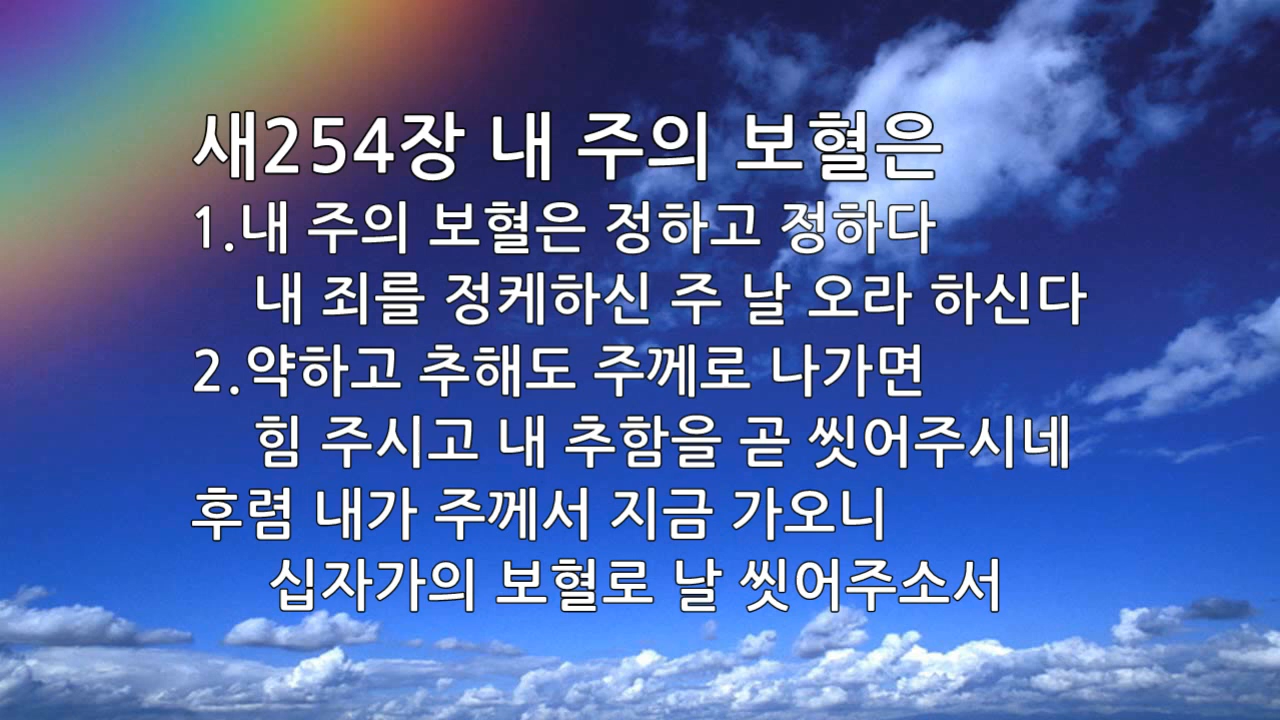 새254장 내 주의 보혈은
1.내 주의 보혈은 정하고 정하다
내 죄를 정케하신 주 날 오라 하신다
2.약하고 추해도 주께로 나가면
힘 주시고 내 추함을 곧 씻어주시네
후렴 내가 주께서 지금 가오니
십자가의 보혈로 날 씻어주소서